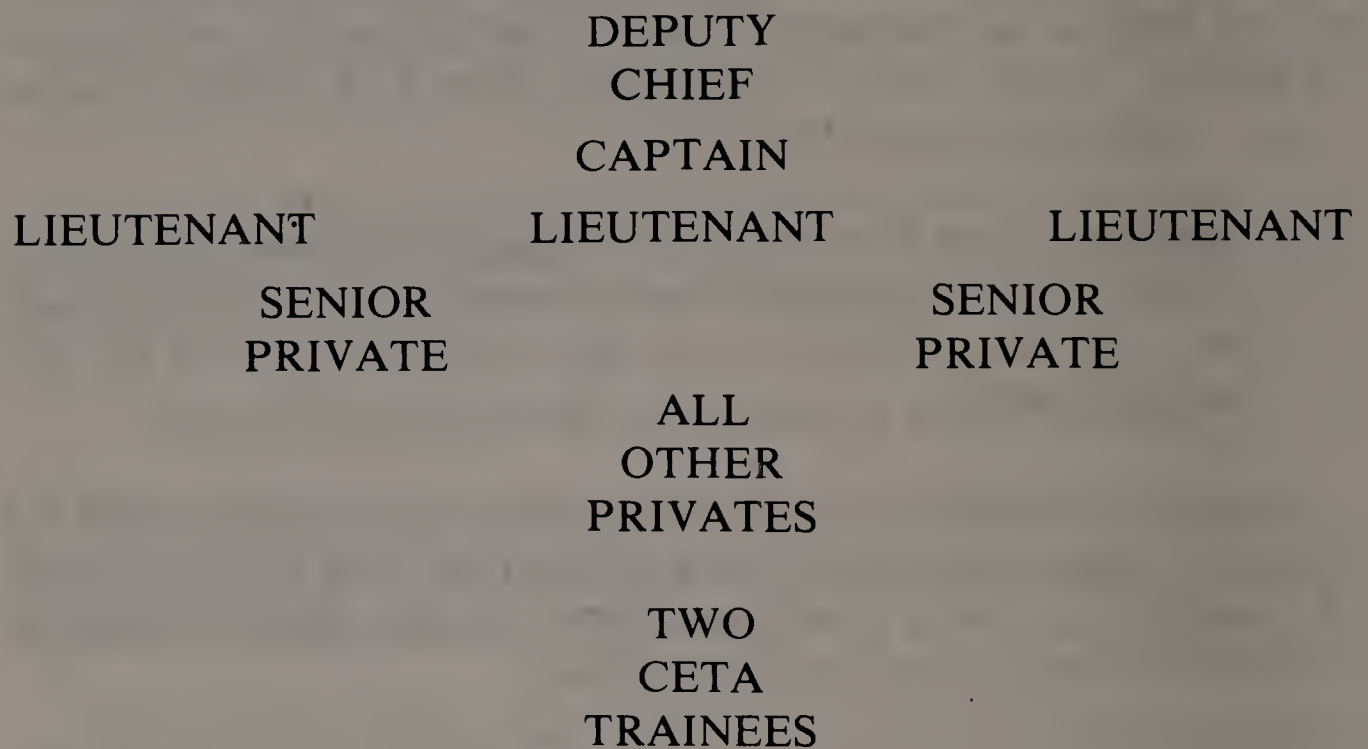 DEPUTY
CHIEF
CAPTAIN
LIEUTENANT LIEUTENANT LIEUTENANT
SENIOR SENIOR
PRIVATE PRIVATE
ALL
OTHER
PRIVATES
TWO
CETA
TRAINEES